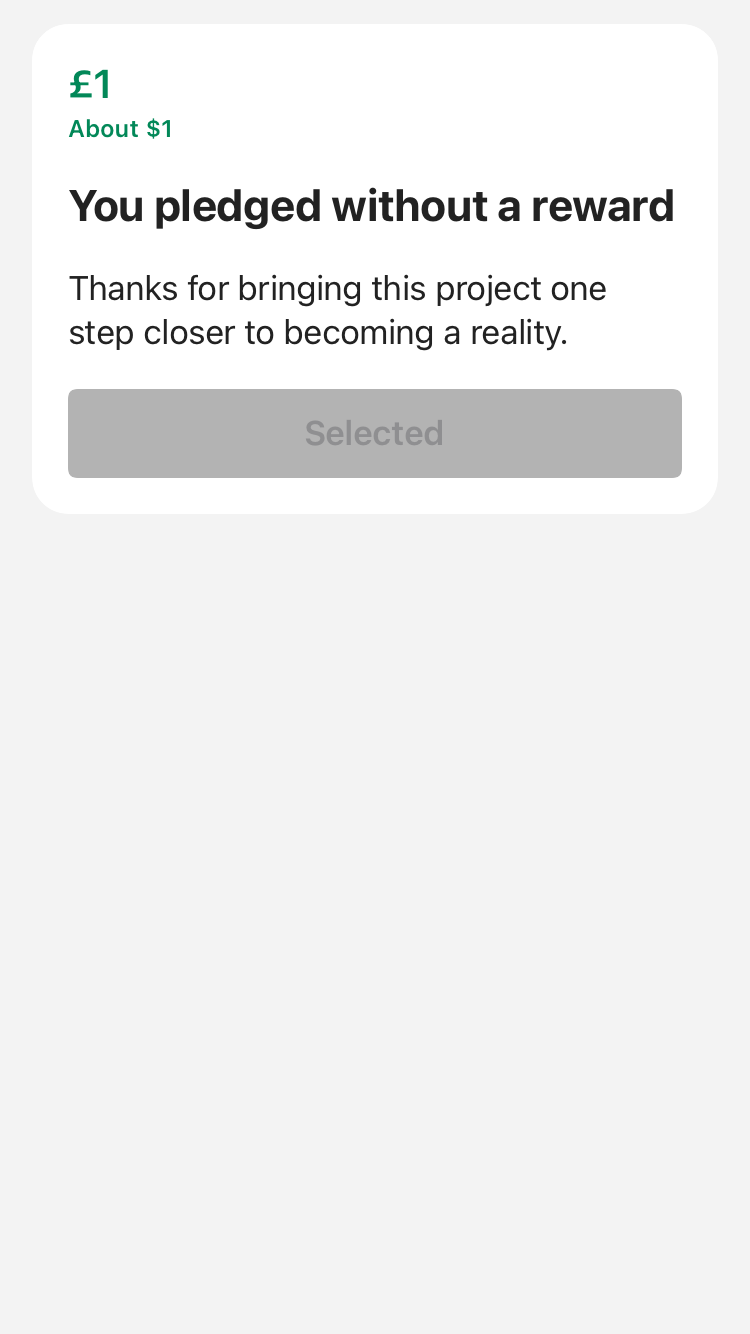 £1
About $1
You pledged without a reward
Thanks for bringing this project one
step closer to becoming a reality.
Selected